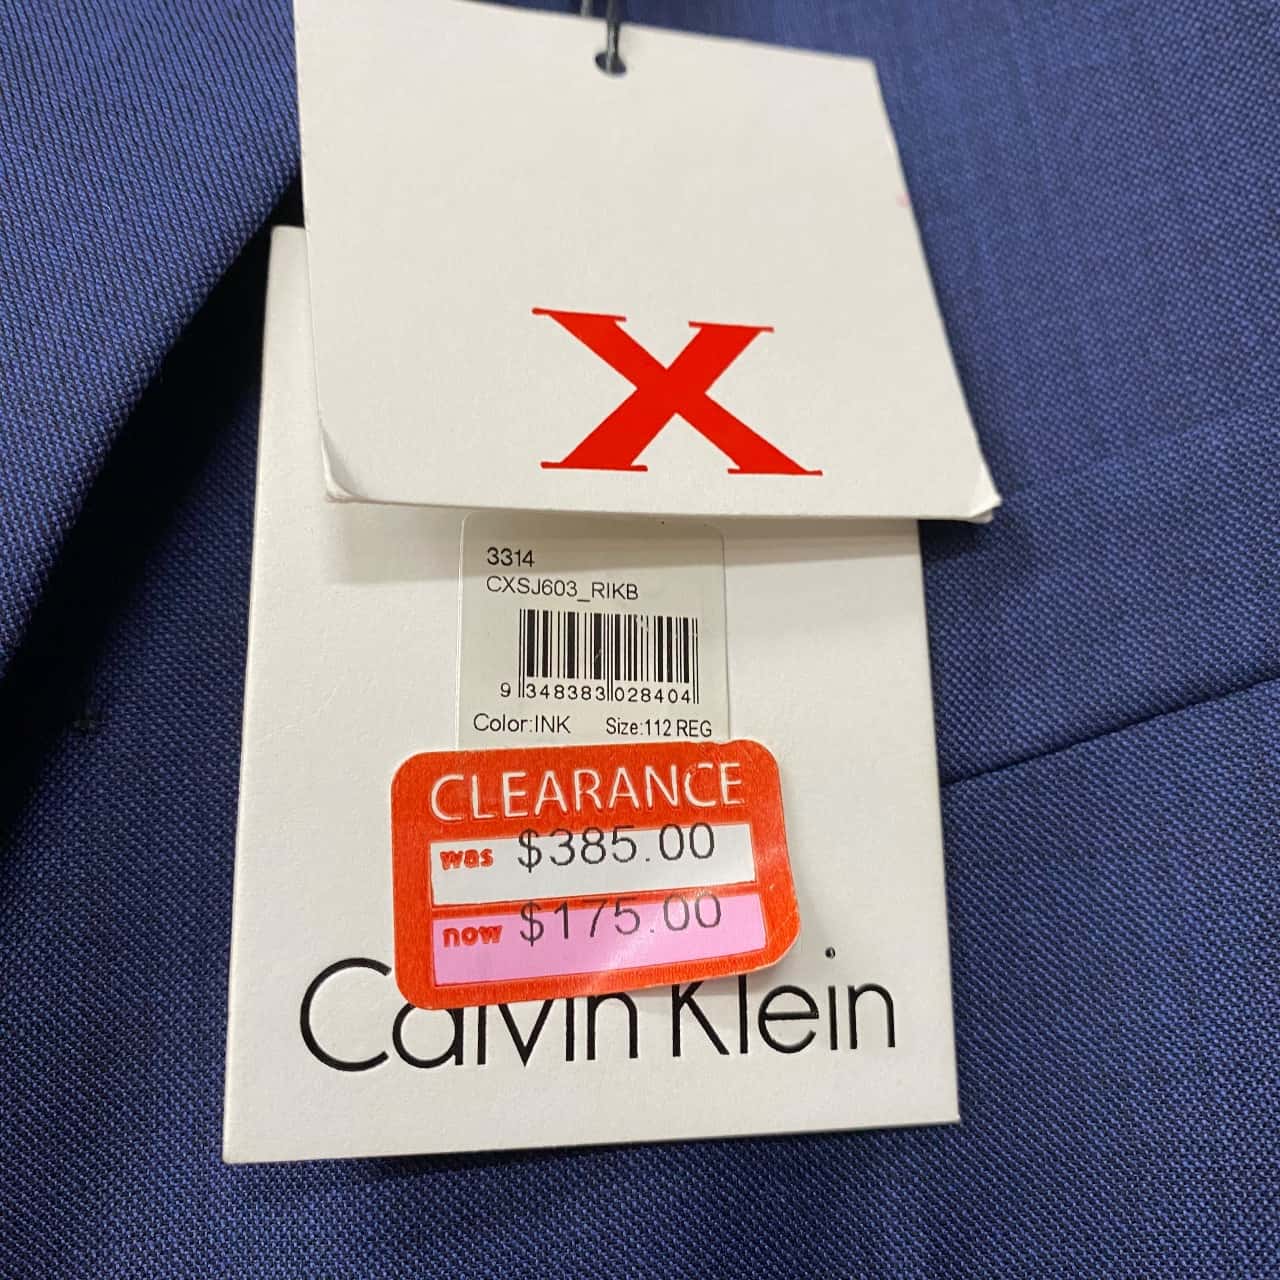 X
3314
CXSJ603_RIKB
9 348383 028404
Color:INK Size:112 REG
CLEARANCE
was $385.00
now $175.00
Calvin Klein